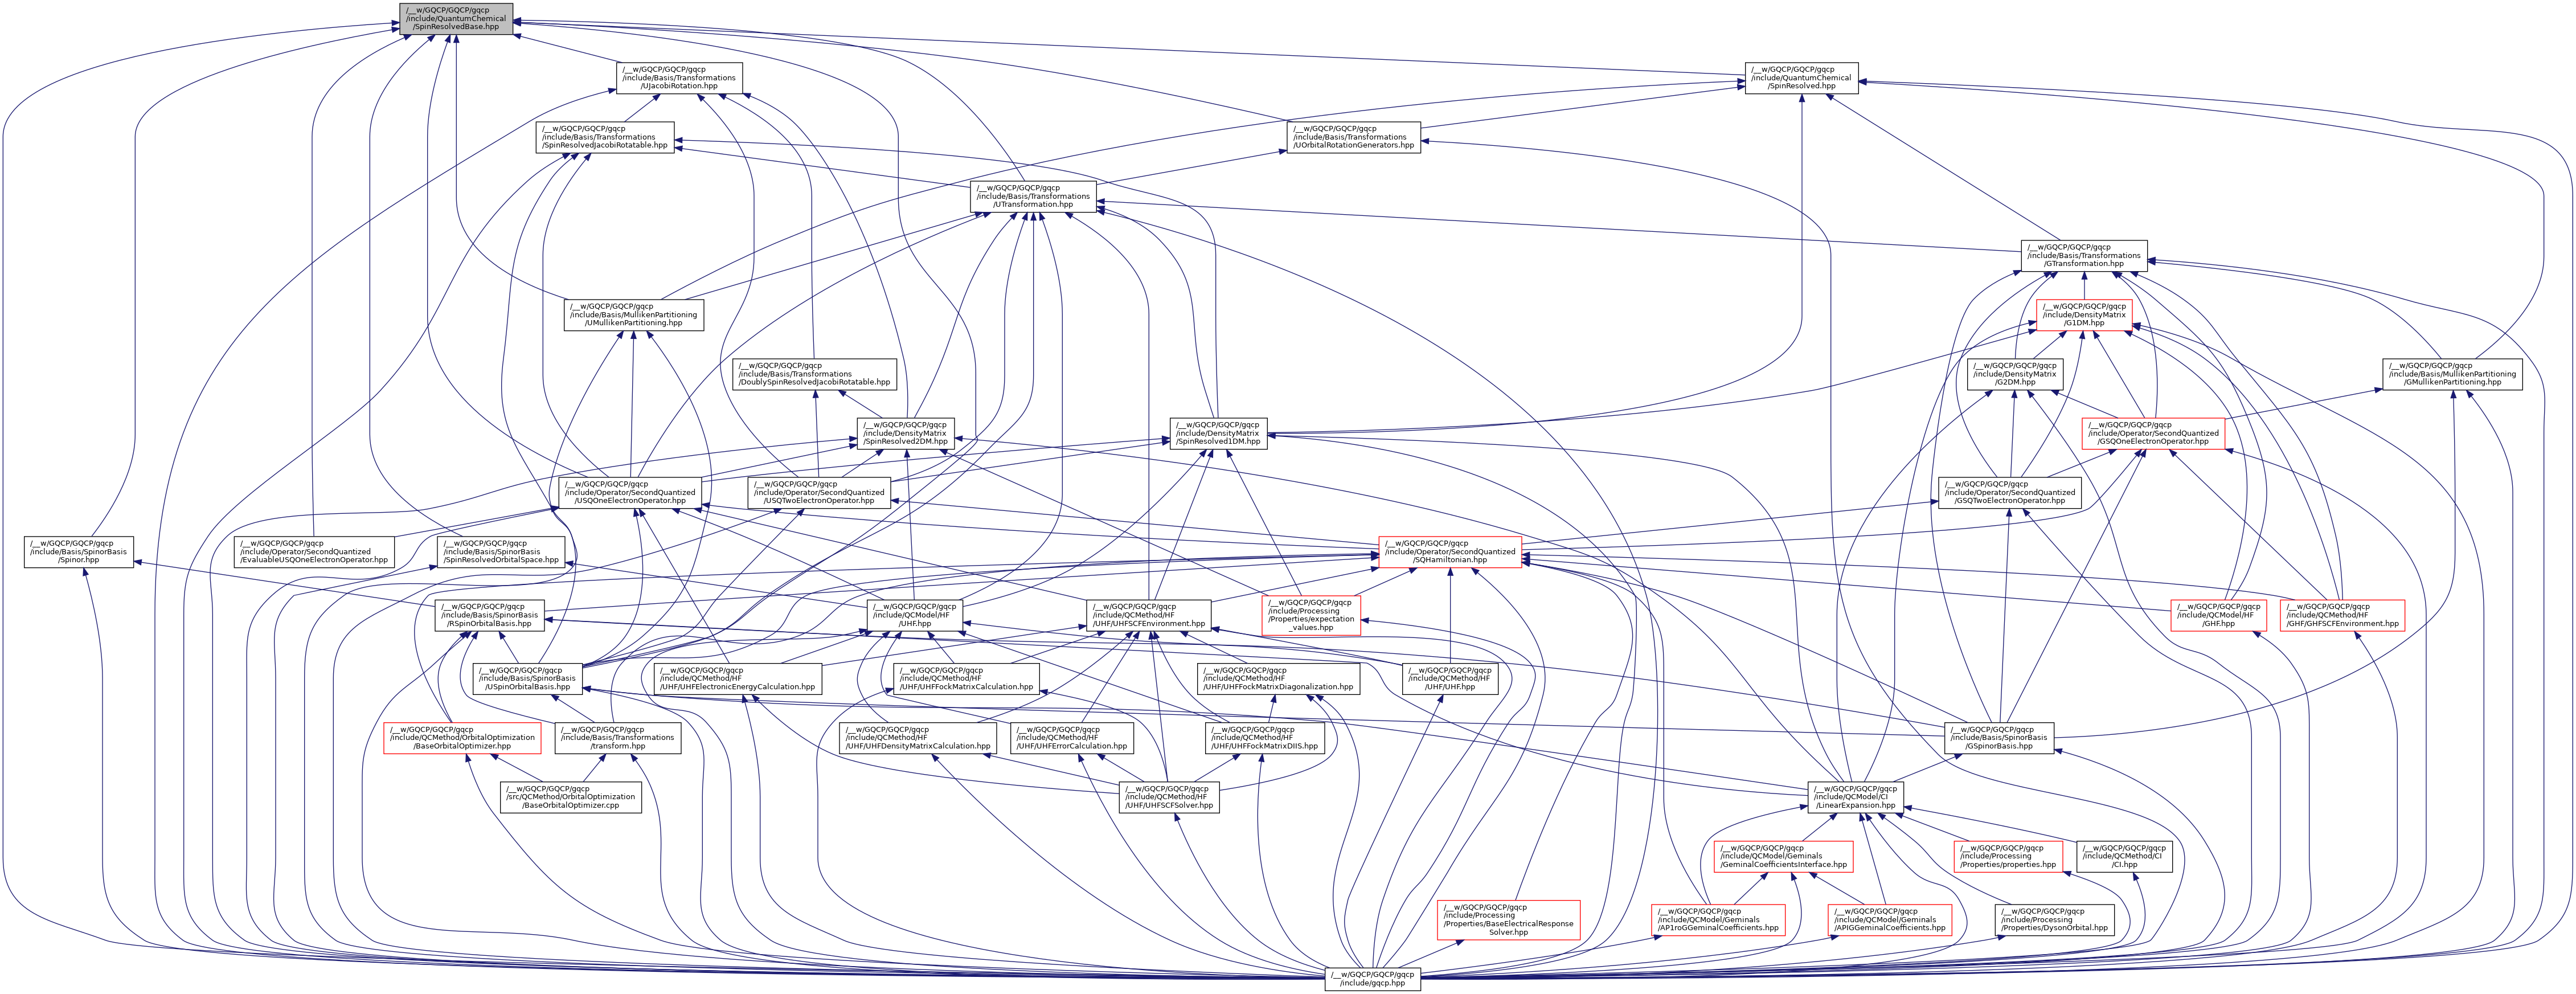 /__w/GQCP/GQCP/gqcp
/include/QuantumChemical
/SpinResolvedBase.hpp
/__w/GQCP/GQCP/gqcp
/include/Basis/Transformations
/UJacobiRotation.hpp
/__w/GQCP/GQCP/gqcp
/include/QuantumChemical
/SpinResolved.hpp
/__w/GQCP/GQCP/gqcp
/include/Basis/Transformations
/SpinResolvedJacobiRotatable.hpp
/__w/GQCP/GQCP/gqcp
/include/Basis/Transformations
/UOrbitalRotationGenerators.hpp
/__w/GQCP/GQCP/gqcp
/include/Basis/Transformations
/UTransformation.hpp
/__w/GQCP/GQCP/gqcp
/include/Basis/Transformations
/GTransformation.hpp
/__w/GQCP/GQCP/gqcp
/include/Basis/MullikenPartitioning
/UMullikenPartitioning.hpp
/__w/GQCP/GQCP/gqcp
/include/DensityMatrix
/G1DM.hpp
/__w/GQCP/GQCP/gqcp
/include/Basis/Transformations
/DoublySpinResolvedJacobiRotatable.hpp
/__w/GQCP/GQCP/gqcp
/include/DensityMatrix
/G2DM.hpp
/__w/GQCP/GQCP/gqcp
/include/Basis/MullikenPartitioning
/GMullikenPartitioning.hpp
/__w/GQCP/GQCP/gqcp
/include/DensityMatrix
/SpinResolved2DM.hpp
/__w/GQCP/GQCP/gqcp
/include/DensityMatrix
/SpinResolved1DM.hpp
/__w/GQCP/GQCP/gqcp
/include/Operator/SecondQuantized
/GSQOneElectronOperator.hpp
/__w/GQCP/GQCP/gqcp
/include/Operator/SecondQuantized
/USQOneElectronOperator.hpp
/__w/GQCP/GQCP/gqcp
/include/Operator/SecondQuantized
/USQTwoElectronOperator.hpp
/__w/GQCP/GQCP/gqcp
/include/Operator/SecondQuantized
/GSQTwoElectronOperator.hpp
/__w/GQCP/GQCP/gqcp
/include/Basis/SpinorBasis
/Spinor.hpp
/__w/GQCP/GQCP/gqcp
/include/Operator/SecondQuantized
/EvaluableUSQOneElectronOperator.hpp
/__w/GQCP/GQCP/gqcp
/include/Basis/SpinorBasis
/SpinResolvedOrbitalSpace.hpp
/__w/GQCP/GQCP/gqcp
/include/Operator/SecondQuantized
/SQHamiltonian.hpp
/__w/GQCP/GQCP/gqcp
/include/Basis/SpinorBasis
/RSpinOrbitalBasis.hpp
/__w/GQCP/GQCP/gqcp
/include/QCModel/HF
/UHF.hpp
/__w/GQCP/GQCP/gqcp
/include/QCMethod/HF
/UHF/UHFSCFEnvironment.hpp
/__w/GQCP/GQCP/gqcp
/include/Processing
/Properties/expectation
_values.hpp
/__w/GQCP/GQCP/gqcp
/include/QCModel/HF
/GHF.hpp
/__w/GQCP/GQCP/gqcp
/include/QCMethod/HF
/GHF/GHFSCFEnvironment.hpp
/__w/GQCP/GQCP/gqcp
/include/Basis/SpinorBasis
/USpinOrbitalBasis.hpp
/__w/GQCP/GQCP/gqcp
/include/QCMethod/HF
/UHF/UHFElectronicEnergyCalculation.hpp
/__w/GQCP/GQCP/gqcp
/include/QCMethod/HF
/UHF/UHFFockMatrixCalculation.hpp
/__w/GQCP/GQCP/gqcp
/include/QCMethod/HF
/UHF/UHFFockMatrixDiagonalization.hpp
/__w/GQCP/GQCP/gqcp
/include/QCMethod/HF
/UHF/UHF.hpp
/__w/GQCP/GQCP/gqcp
/include/QCMethod/OrbitalOptimization
/BaseOrbitalOptimizer.hpp
/__w/GQCP/GQCP/gqcp
/include/Basis/Transformations
/transform.hpp
/__w/GQCP/GQCP/gqcp
/include/QCMethod/HF
/UHF/UHFDensityMatrixCalculation.hpp
/__w/GQCP/GQCP/gqcp
/include/QCMethod/HF
/UHF/UHFErrorCalculation.hpp
/__w/GQCP/GQCP/gqcp
/include/QCMethod/HF
/UHF/UHFFockMatrixDIIS.hpp
/__w/GQCP/GQCP/gqcp
/include/Basis/SpinorBasis
/GSpinorBasis.hpp
/__w/GQCP/GQCP/gqcp
/src/QCMethod/OrbitalOptimization
/BaseOrbitalOptimizer.cpp
/__w/GQCP/GQCP/gqcp
/include/QCMethod/HF
/UHF/UHFSCFSolver.hpp
/__w/GQCP/GQCP/gqcp
/include/QCModel/CI
/LinearExpansion.hpp
/__w/GQCP/GQCP/gqcp
/include/QCModel/Geminals
/GeminalCoefficientsInterface.hpp
/__w/GQCP/GQCP/gqcp
/include/Processing
/Properties/properties.hpp
/__w/GQCP/GQCP/gqcp
/include/QCMethod/CI
/CI.hpp
/__w/GQCP/GQCP/gqcp
/include/Processing
/Properties/BaseElectricalResponse
Solver.hpp
/__w/GQCP/GQCP/gqcp
/include/QCModel/Geminals
/AP1roGGeminalCoefficients.hpp
/__w/GQCP/GQCP/gqcp
/include/QCModel/Geminals
/APIGGeminalCoefficients.hpp
/__w/GQCP/GQCP/gqcp
/include/Processing
/Properties/DysonOrbital.hpp
/__w/GQCP/GQCP/gqcp
/include/gqcp.hpp